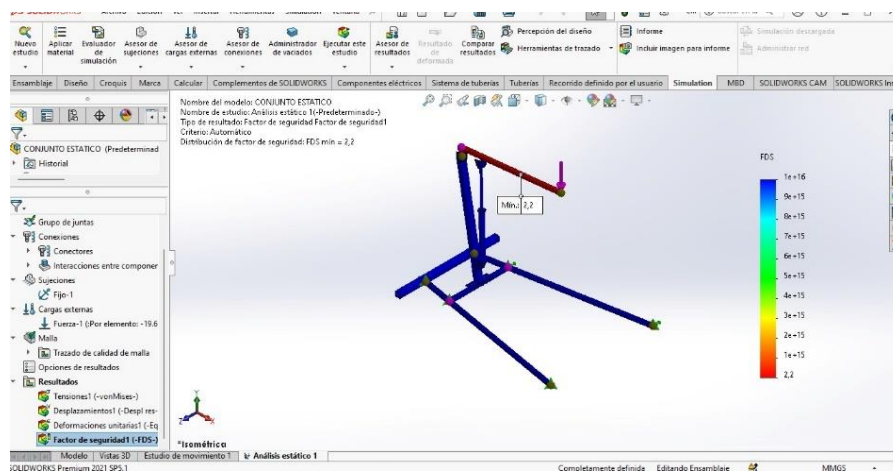 SOLIDWORKS
Nuevo estudio
Aplicar material
Evaluador de simulación
Asesor de sujeciones
Asesor de cargas externas
Asesor de conexiones
Administrador de vaciados
Ejecutar este estudio
Asesor de resultados
Resultado de deformada
Comparar resultados
Percepción del diseño
Herramientas de trazado
Informe
Incluir imagen para informe
Simulación descargada
Administrar red
Ensamblaje Diseño Croquis Marca Calcular Complementos de SOLIDWORKS Componentes eléctricos Sistema de tuberías Tuberías Recorrido definido por el usuario Simulation MBD SOLIDWORKS CAM SOLIDWORKS Ins
Nombre del modelo: CONJUNTO ESTATICO
Nombre de estudio: Análisis estático 1(-Predeterminado-)
Tipo de resultado: Factor de seguridad Factor de seguridad1
Criterio: Automático
Distribución de factor de seguridad: FDS mín = 2,2
CONJUNTO ESTATICO (Predeterminad
Historial
Grupo de juntas
Conexiones
Conectores
Interacciones entre componer
Sujeciones
Fijo-1
Cargas externas
Fuerza-1 (:Por elemento: -19.6
Malla
Trazado de calidad de malla
Opciones de resultados
Resultados
Tensiones1 (-vonMises-)
Desplazamientos1 (-Despl res-
Deformaciones unitarias1 (-Eq
Factor de seguridad1 (-FDS-)
Mín.: 2,2
FDS
1e+16
9e+15
8e+15
7e+15
6e+15
5e+15
4e+15
3e+15
2e+15
1e+15
2,2
Y
Z
X
*Isométrica
Modelo Vistas 3D Estudio de movimiento 1 Análisis estático 1
SOLIDWORKS Premium 2021 SP5.1
Completamente definida Editando Ensamblaje MMGS